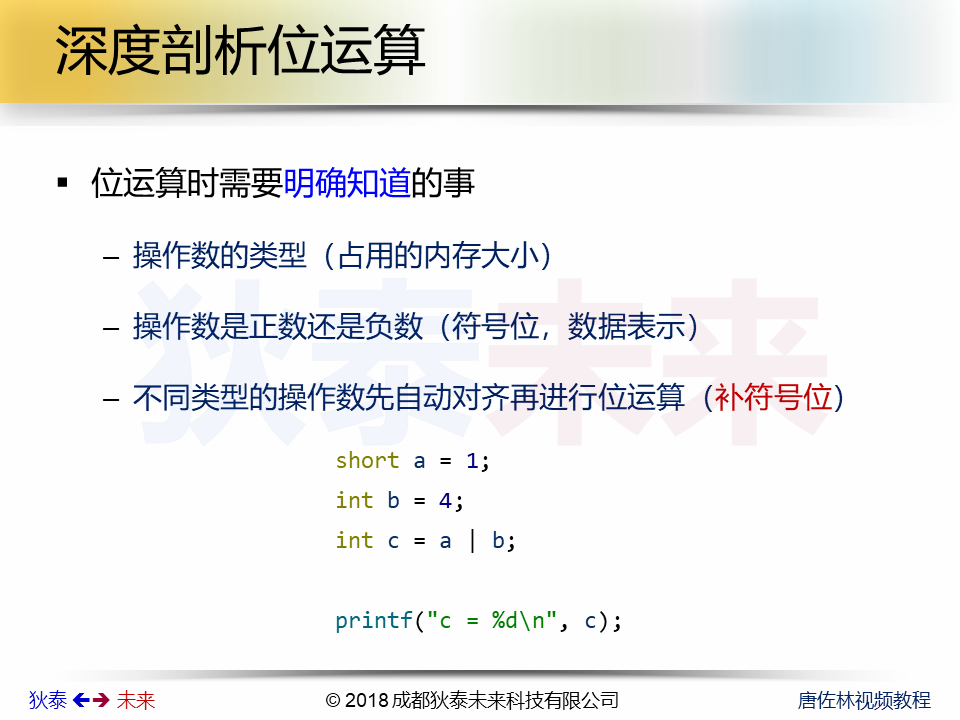 深度剖析位运算
▪ 位运算时需要明确知道的事
– 操作数的类型（占用的内存大小）
– 操作数是正数还是负数（符号位，数据表示）
– 不同类型的操作数先自动对齐再进行位运算（补符号位）
狄泰未来
short a = 1;
int b = 4;
int c = a | b;
printf("c = %d\n", c);
狄泰 未来
© 2018 成都狄泰未来科技有限公司
唐佐林视频教程